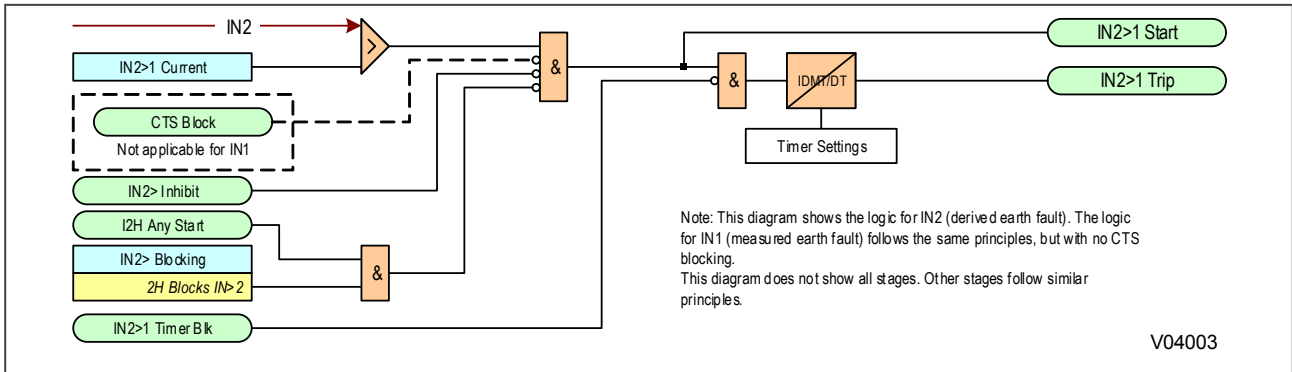 IN2
IN2>1 Start
>
IN2>1 Current
&
&
IDMT/DT
IN2>1 Trip
CTS Block
Not applicable for IN1
Timer Settings
IN2> Inhibit
I2H Any Start
IN2> Blocking
2H Blocks IN>2
&
IN2>1 Timer Blk
Note: This diagram shows the logic for IN2 (derived earth fault). The logic
for IN1 (measured earth fault) follows the same principles, but with no CTS
blocking.
This diagram does not show all stages. Other stages follow similar
principles.
V04003